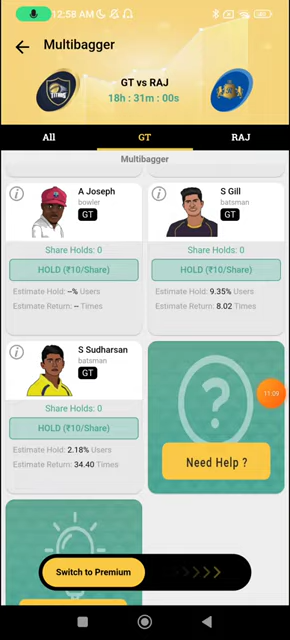 12:58 AM
Multibagger
GT vs RAJ
18h : 31m : 00s
All
GT
RAJ
Multibagger
A Joseph
bowler
GT
Share Holds: 0
HOLD (₹10/Share)
Estimate Hold: --% Users
Estimate Return: -- Times
S Gill
batsman
GT
Share Holds: 0
HOLD (₹10/Share)
Estimate Hold: 9.35% Users
Estimate Return: 8.02 Times
S Sudharsan
batsman
GT
Share Holds: 0
HOLD (₹10/Share)
Estimate Hold: 2.18% Users
Estimate Return: 34.40 Times
Need Help ?
11:09
Switch to Premium